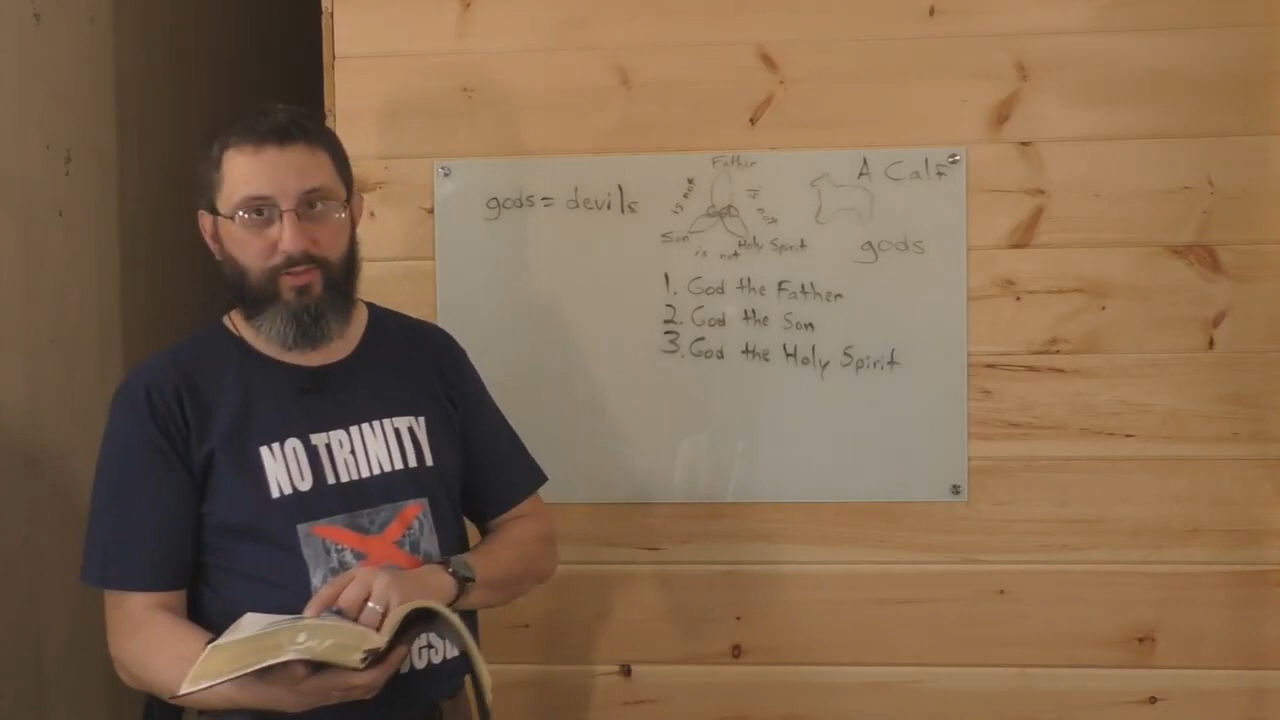 gods = devils
Father
is not
is not
God
Son
Holy Spirit
is not
A Calf
gods
1. God the Father
2. God the Son
3. God the Holy Spirit
NO TRINITY